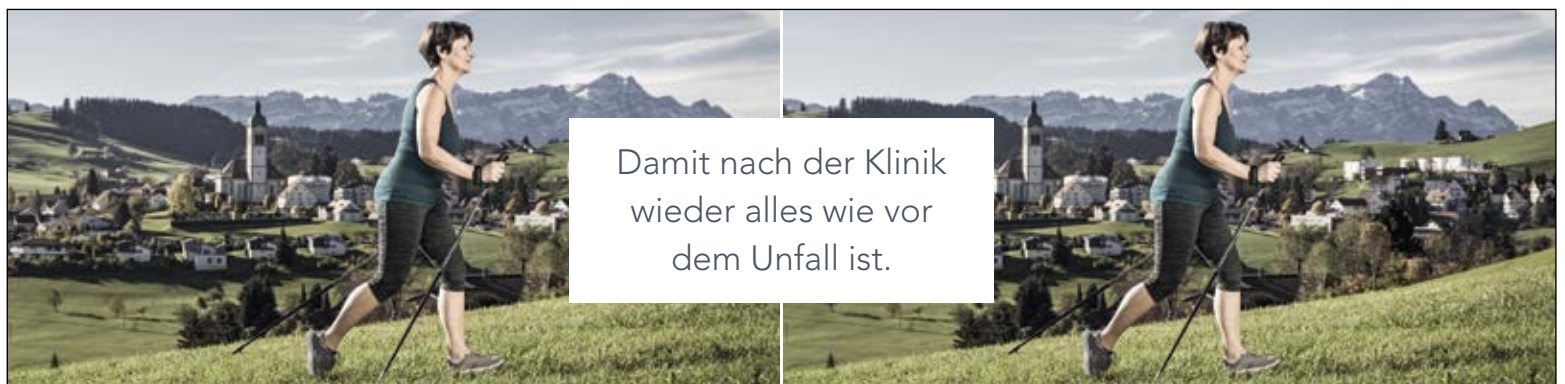 Damit nach der Klinik
wieder alles wie vor
dem Unfall ist.